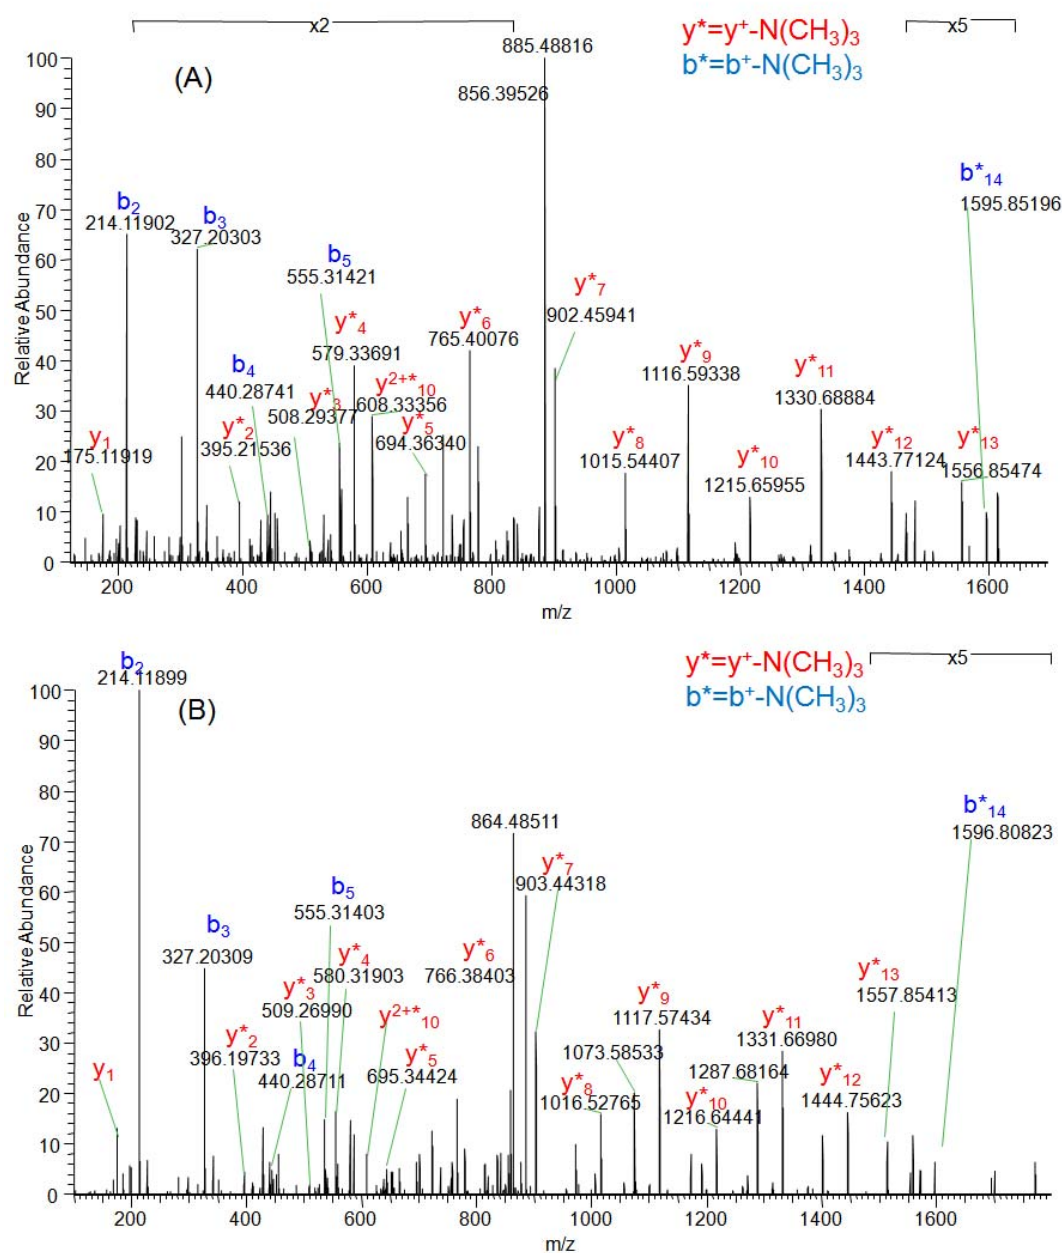 x2
y*=y⁺-N(CH₃)₃
x5
b*=b⁺-N(CH₃)₃
(A)
885.48816
856.39526
100
90
80
70
60
50
40
30
20
10
0
Relative Abundance
b₂
214.11902
b₃
327.20303
b₅
555.31421
y*₄
579.33691
y*₆
765.40076
y*₇
902.45941
b*₁₄
1595.85196
b₄
440.28741
y*₃
508.29377
y²⁺*₁₀
608.33356
y*₅
694.36340
y*₂
395.21536
y₁
175.11919
y*₉
1116.59338
y*₁₁
1330.68884
y*₈
1015.54407
y*₁₀
1215.65955
y*₁₂
1443.77124
y*₁₃
1556.85474
200 400 600 800 1000 1200 1400 1600
m/z
y*=y⁺-N(CH₃)₃
x5
b*=b⁺-N(CH₃)₃
(B)
b₂
214.11899
100
90
80
70
60
50
40
30
20
10
0
Relative Abundance
864.48511
b*₁₄
1596.80823
y*₇
903.44318
b₅
555.31403
b₃
327.20309
y*₄
580.31903
y*₆
766.38403
y*₃
509.26990
y*₂
396.19733
b₄
440.28711
y²⁺*₁₀
y*₅
695.34424
y₁
y*₉
1117.57434
1073.58533
y*₈
1016.52765
y*₁₁
1331.66980
1287.68164
y*₁₀
1216.64441
y*₁₃
1557.85413
y*₁₂
1444.75623
200 400 600 800 1000 1200 1400 1600
m/z